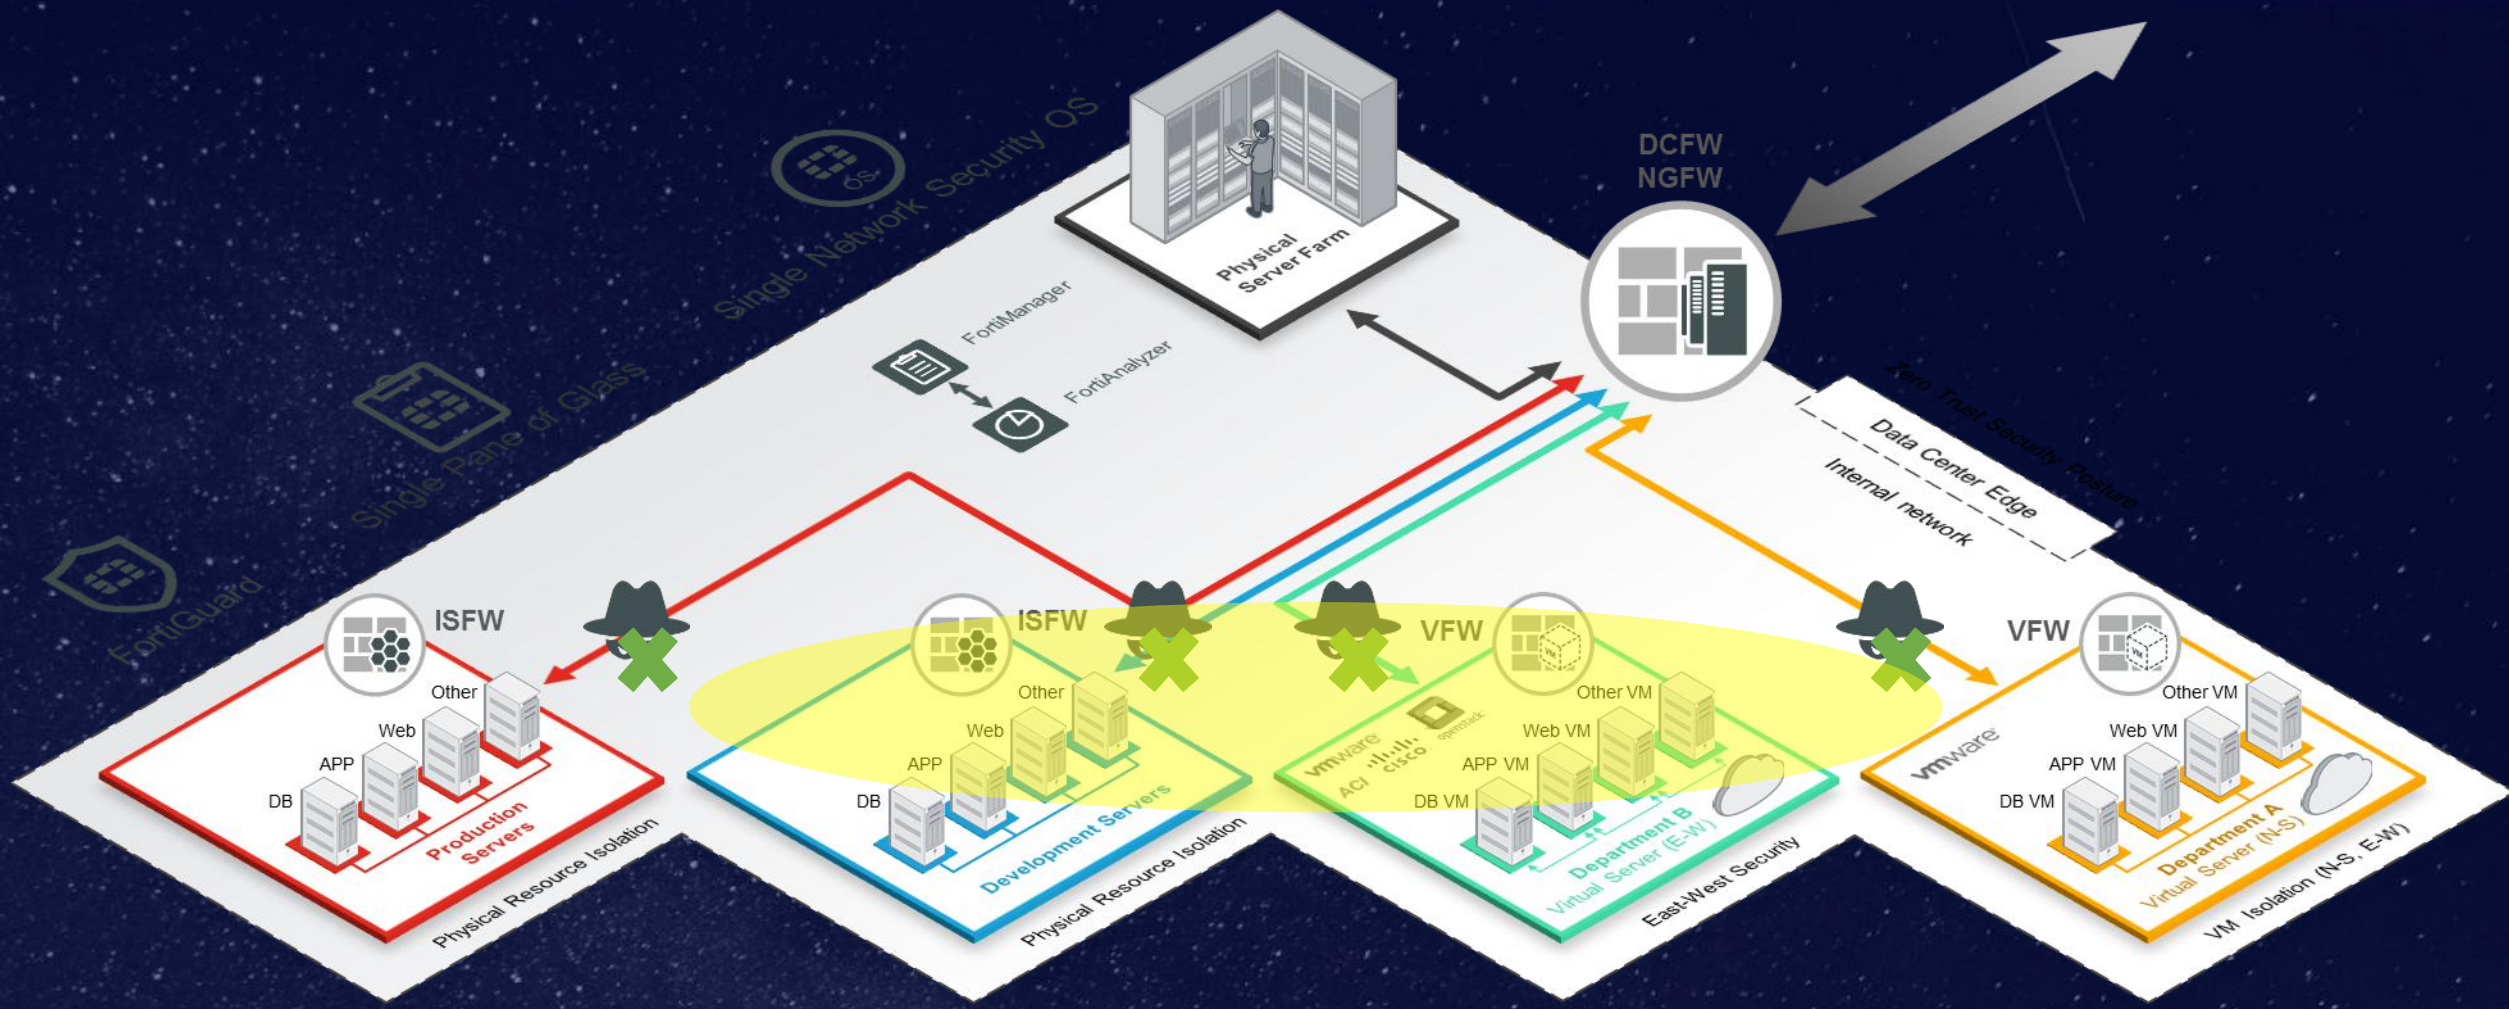 DCFW
NGFW
OS
Single Network Security OS
Physical
Server Farm
FortiManager
FortiAnalyzer
Single Pane of Glass
Zero Trust Security Posture
Data Center Edge
Internal network
FortiGuard
ISFW
Other
Web
APP
DB
Production
Servers
Physical Resource Isolation
ISFW
Other
Web
APP
DB
Development Servers
Physical Resource Isolation
VFW
VM
openstack
vmware
cisco
ACI
Other VM
Web VM
APP VM
DB VM
Department B
Virtual Server (E-W)
East-West Security
VFW
VM
vmware
Other VM
Web VM
APP VM
DB VM
Department A
Virtual Server (N-S)
VM Isolation (N-S, E-W)